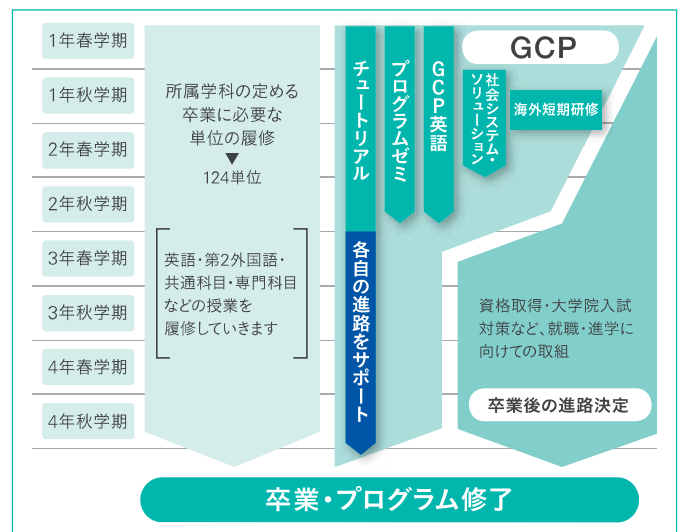 1年春学期
1年秋学期
2年春学期
2年秋学期
3年春学期
3年秋学期
4年春学期
4年秋学期
所属学科の定める
卒業に必要な
単位の履修
▼
124単位
英語・第2外国語・
共通科目・専門科目
などの授業を
履修していきます
チュートリアル
各自の進路をサポート
プログラムゼミ
GCP英語
GCP
社会システム・
ソリューション
海外短期研修
資格取得・大学院入試
対策など、就職・進学に
向けての取組
卒業後の進路決定
卒業・プログラム修了